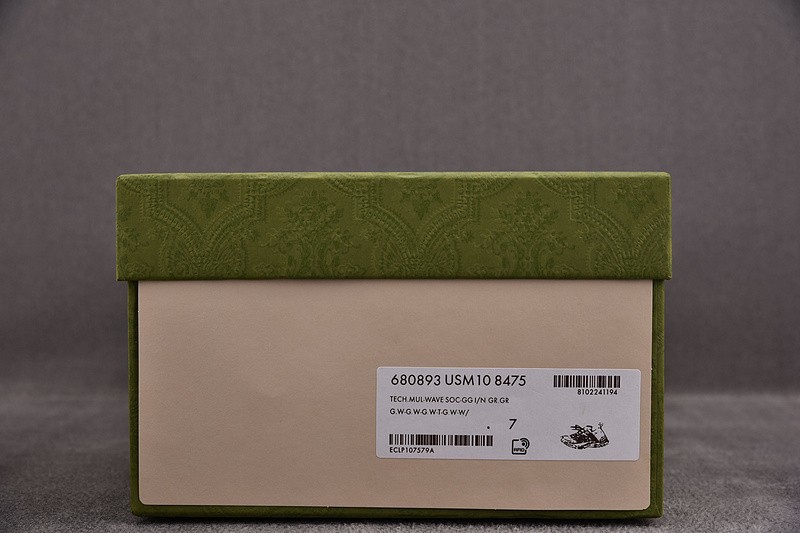 680893 USM10 8475
8102241194
TECH.MUL-WAVE SOC-GG I/N GR.GR
G.W-G W-G W-T-G W-W/
7
ECLP107579A
RFID